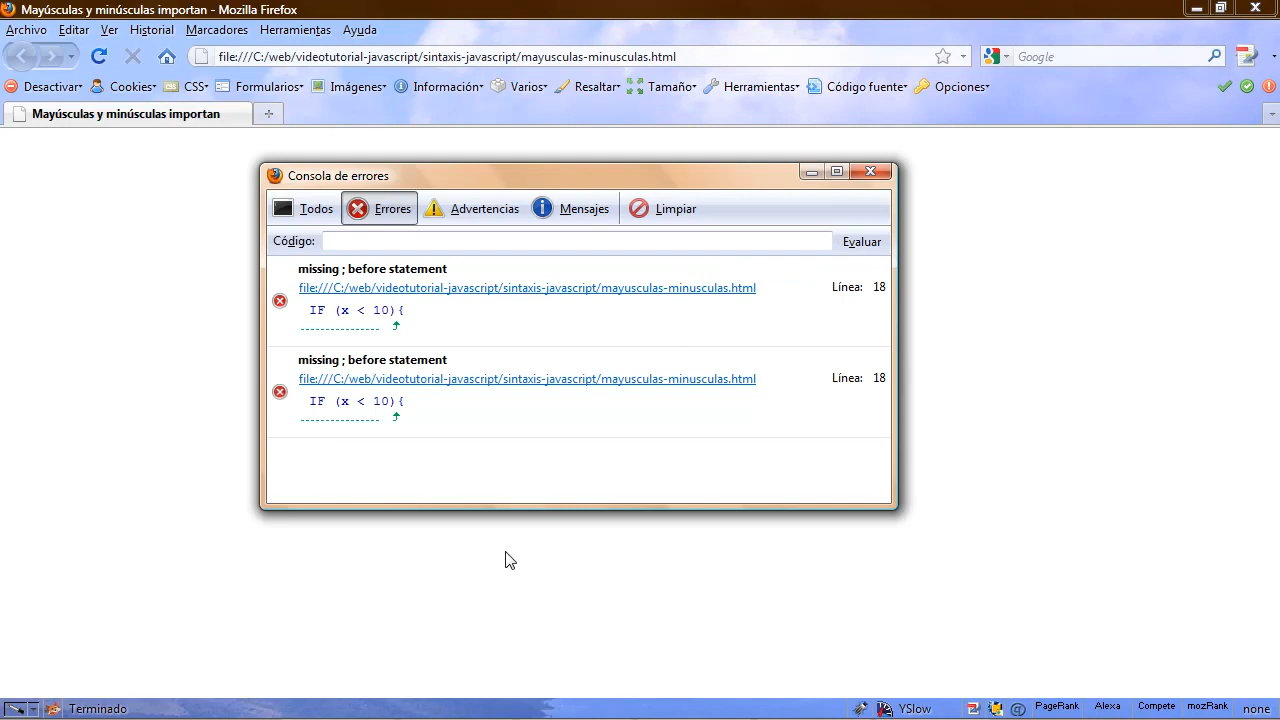 Mayúsculas y minúsculas importan - Mozilla Firefox
Archivo Editar Ver Historial Marcadores Herramientas Ayuda
file:///C:/web/videotutorial-javascript/sintaxis-javascript/mayusculas-minusculas.html Google
Desactivar Cookies CSS Formularios Imágenes Información Varios Resaltar Tamaño Herramientas Código fuente Opciones
Mayúsculas y minúsculas importan
Consola de errores
Todos Errores Advertencias Mensajes Limpiar
Código: Evaluar
missing ; before statement
file:///C:/web/videotutorial-javascript/sintaxis-javascript/mayusculas-minusculas.html Línea: 18
IF (x < 10){
missing ; before statement
file:///C:/web/videotutorial-javascript/sintaxis-javascript/mayusculas-minusculas.html Línea: 18
IF (x < 10){
Terminado YSlow PageRank Alexa Compete mozRank none